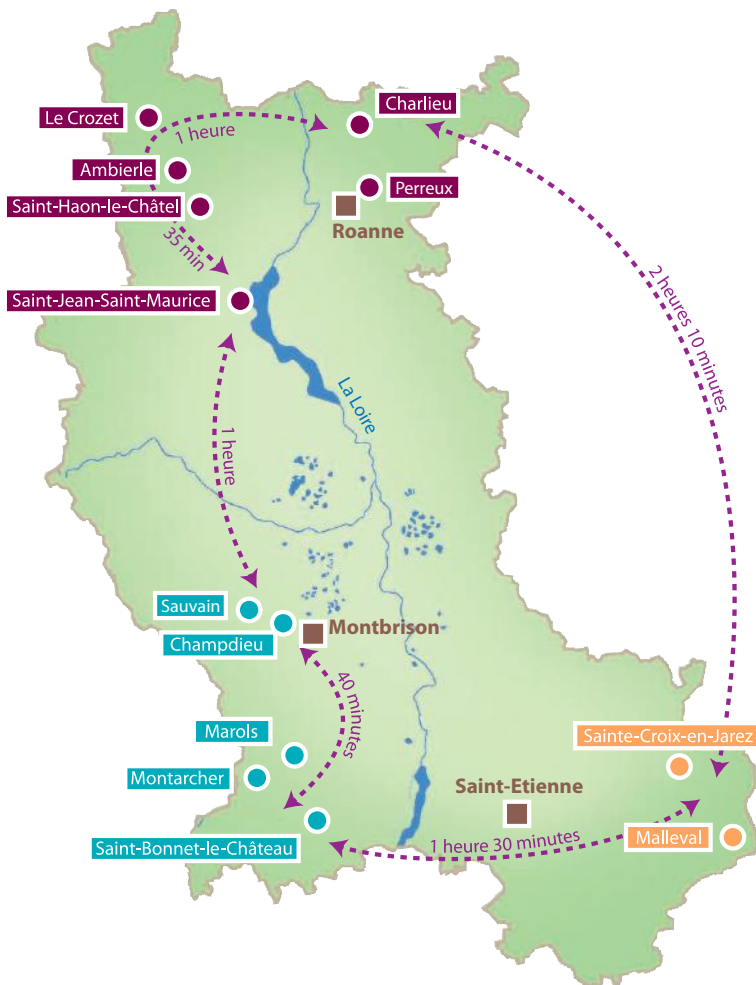 Le Crozet
Charlieu
1 heure
Ambierle
Perreux
Saint-Haon-le-Châtel
Roanne
35 min
Saint-Jean-Saint-Maurice
2 heures 10 minutes
La Loire
1 heure
Sauvain
Montbrison
Champdieu
40 minutes
Marols
Sainte-Croix-en-Jarez
Montarcher
Saint-Etienne
Saint-Bonnet-le-Château
1 heure 30 minutes
Malleval